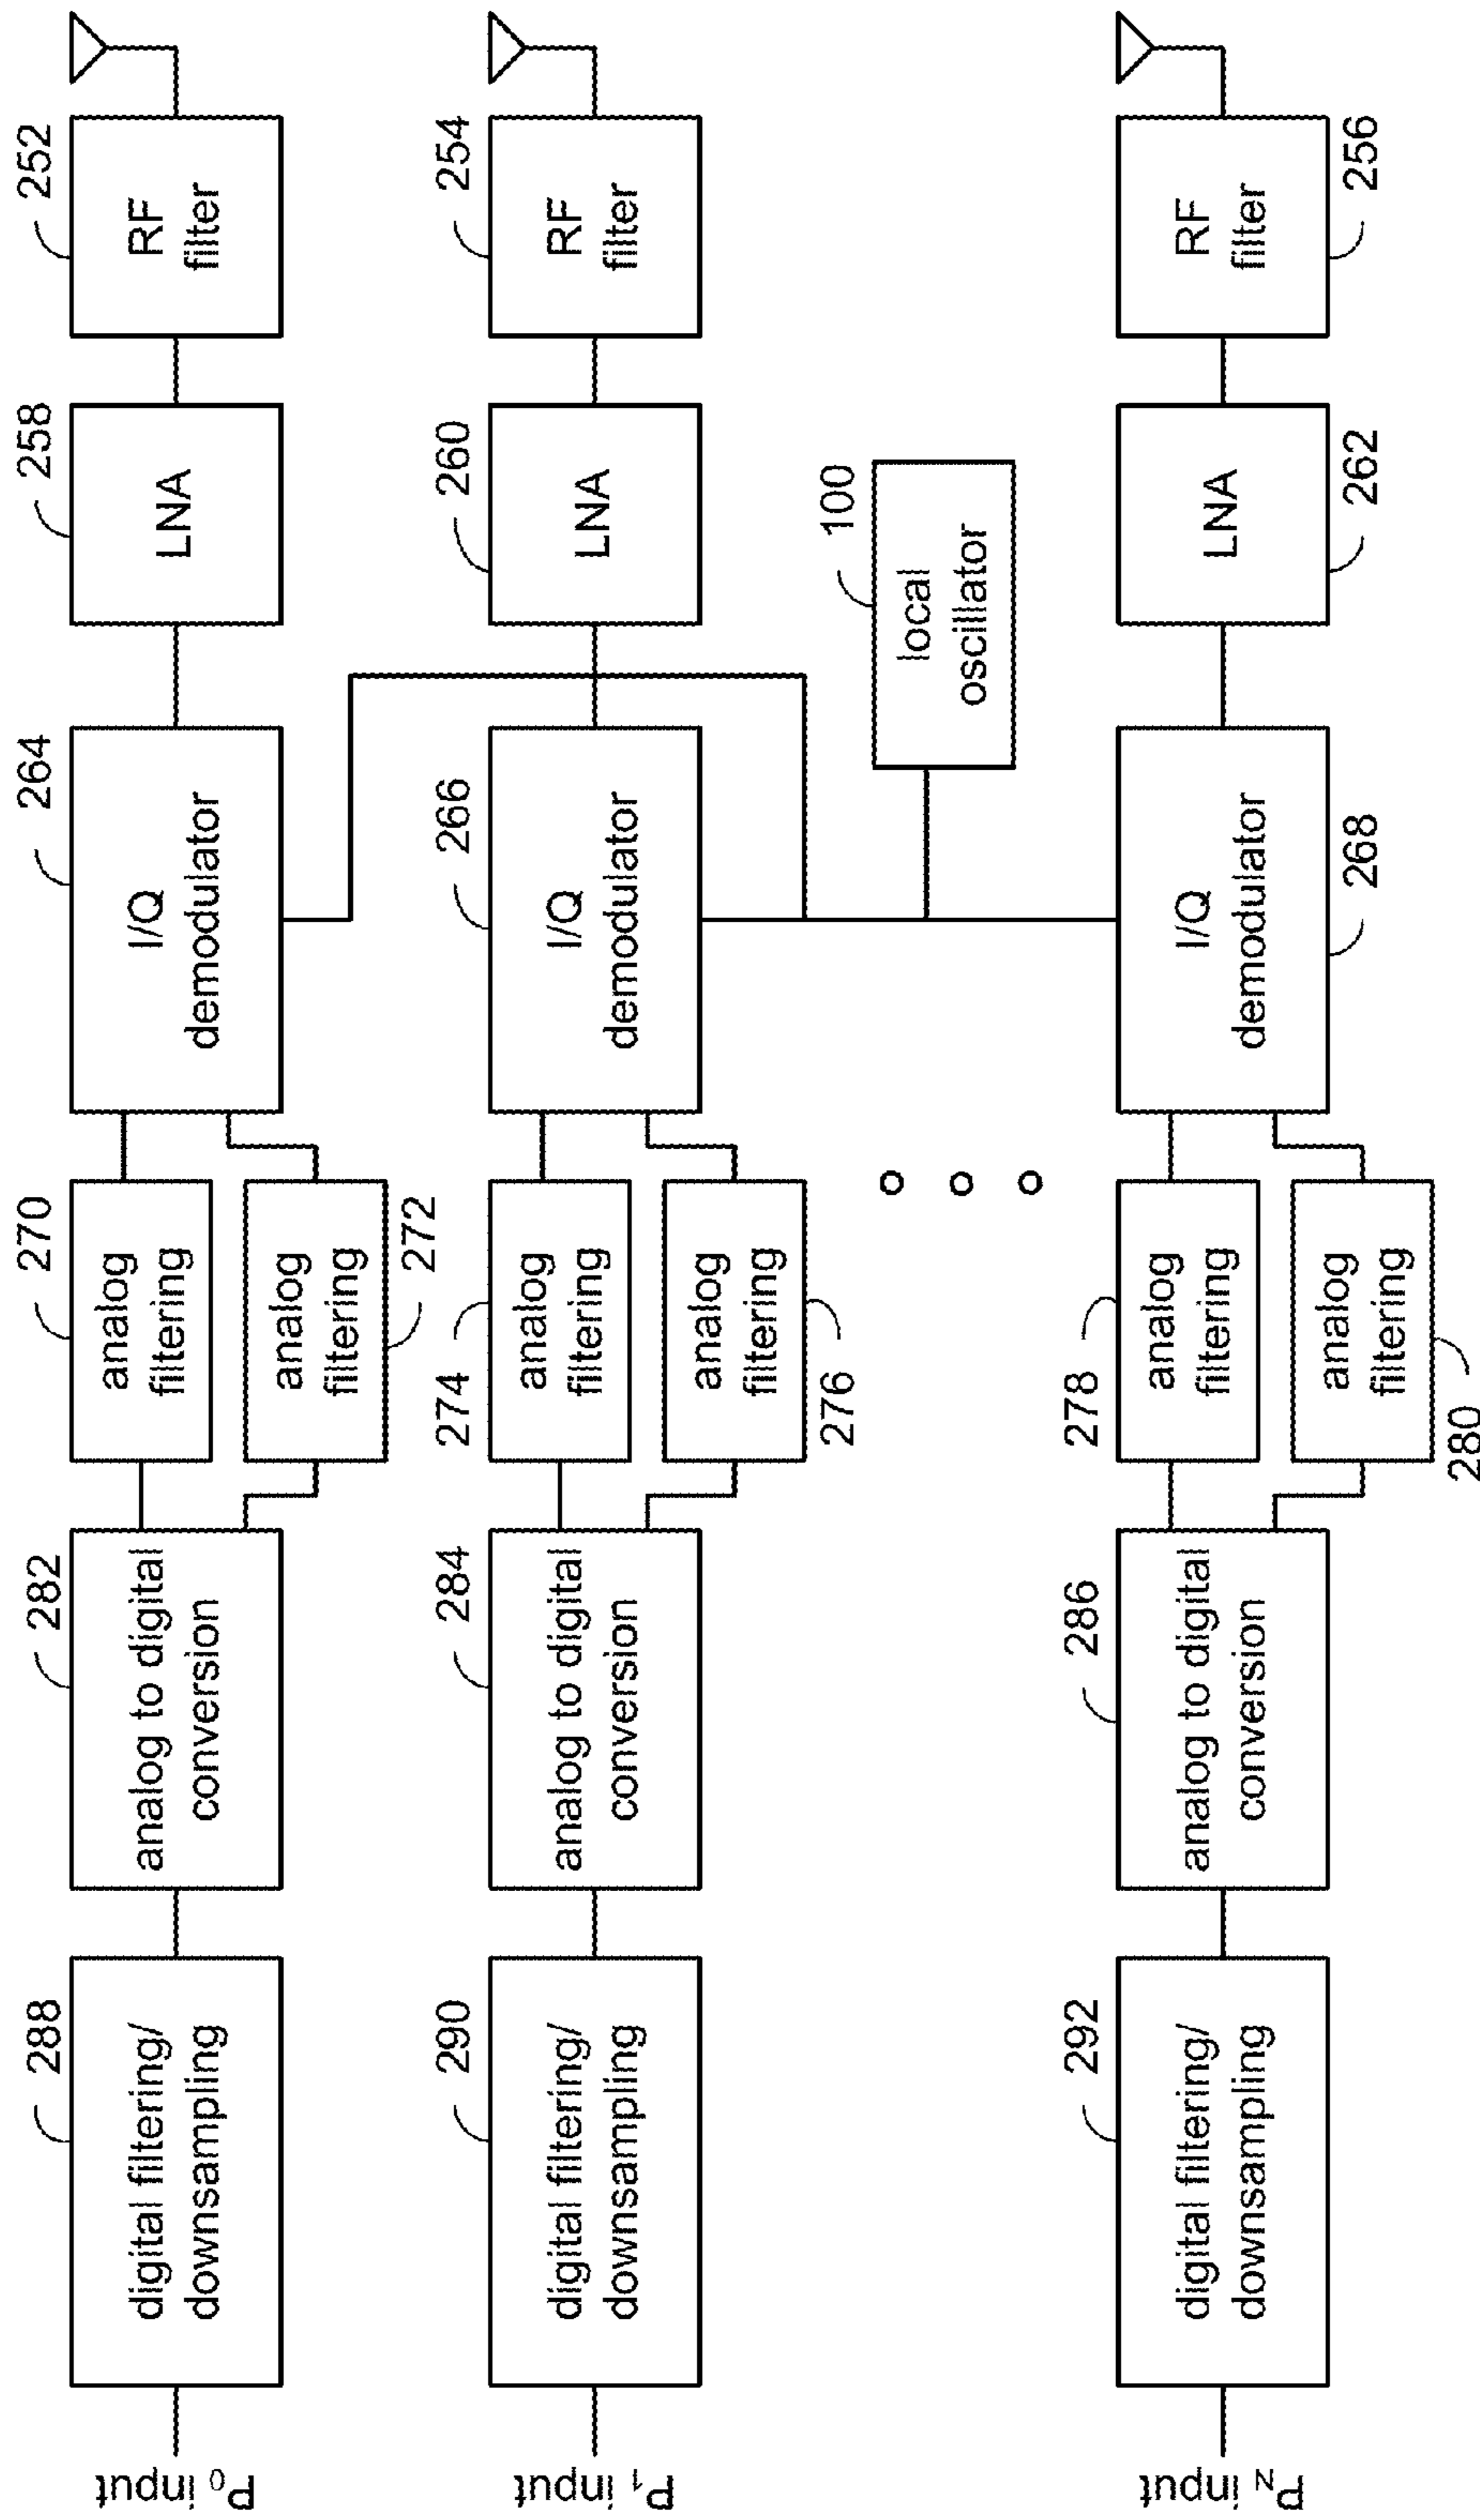 P0 input
288
digital filtering/
downsampling
282
analog to digital
conversion
270
analog
filtering
analog
filtering
272
264
I/Q
demodulator
258
LNA
252
RF
filter
P1 input
290
digital filtering/
downsampling
284
analog to digital
conversion
274
analog
filtering
analog
filtering
276
266
I/Q
demodulator
260
LNA
254
RF
filter
100
local
oscillator
PZ input
292
digital filtering/
downsampling
286
analog to digital
conversion
278
analog
filtering
analog
filtering
280
I/Q
demodulator
268
LNA
262
RF
filter
256